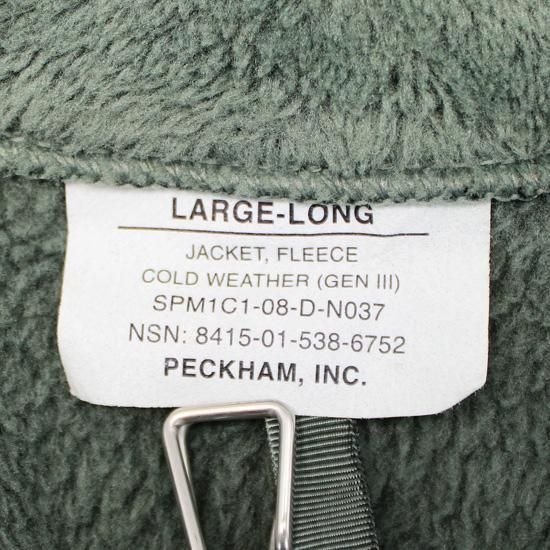 LARGE-LONG
JACKET, FLEECE
COLD WEATHER (GEN III)
SPM1C1-08-D-N037
NSN: 8415-01-538-6752
PECKHAM, INC.